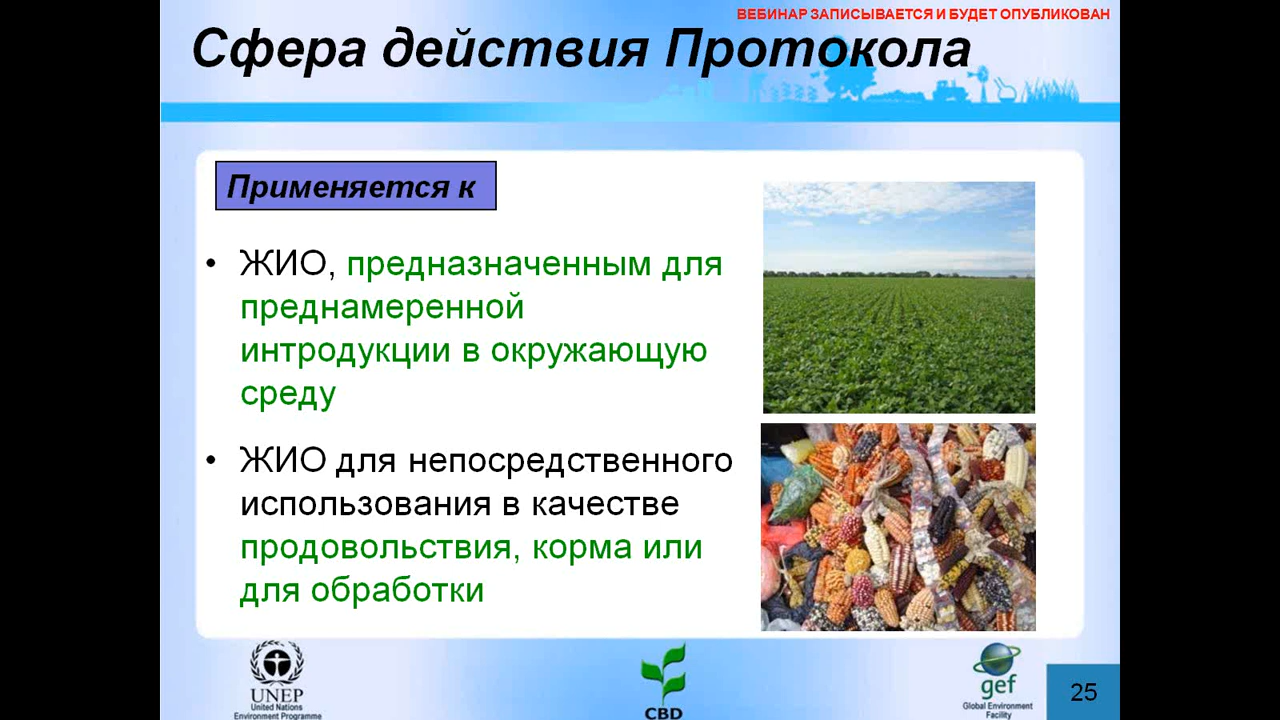 ВЕБИНАР ЗАПИСЫВАЕТСЯ И БУДЕТ ОПУБЛИКОВАН
Сфера действия Протокола
Применяется к
• ЖИО, предназначенным для
преднамеренной
интродукции в окружающую
среду
• ЖИО для непосредственного
использования в качестве
продовольствия, корма или
для обработки
UNEP
United Nations
Environment Programme
CBD
gef
Global Environment
Facility
25